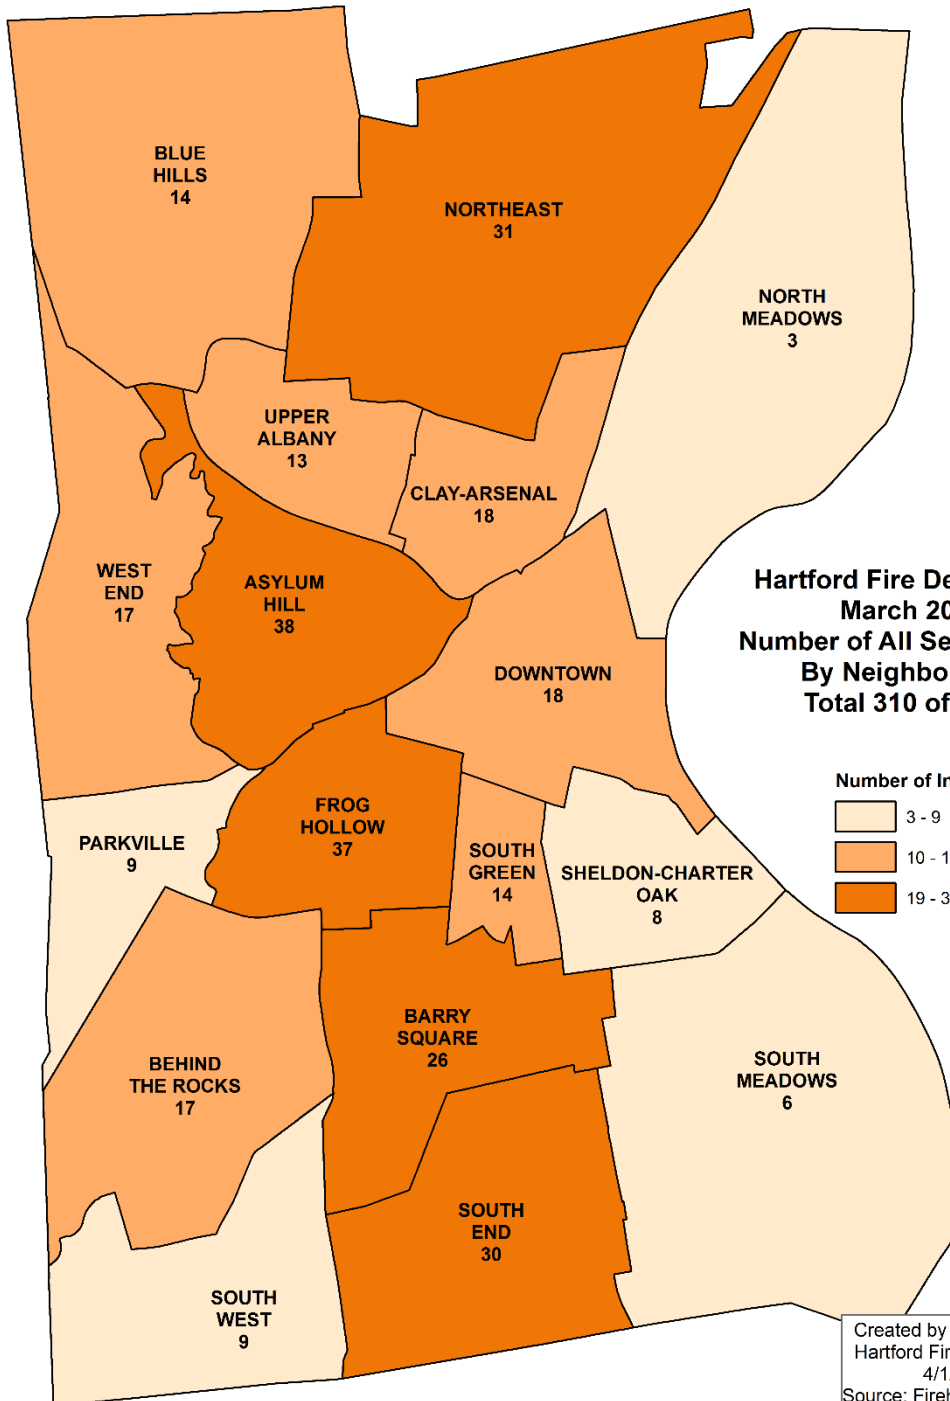 BLUE
HILLS
14
NORTHEAST
31
NORTH
MEADOWS
3
UPPER
ALBANY
13
CLAY-ARSENAL
18
WEST
END
17
ASYLUM
HILL
38
Hartford Fire De
March 20
Number of All Se
By Neighbo
Total 310 of
DOWNTOWN
18
Number of In
3 - 9
10 - 1
19 - 3
FROG
HOLLOW
37
PARKVILLE
9
SOUTH
GREEN
14
SHELDON-CHARTER
OAK
8
BARRY
SQUARE
26
BEHIND
THE ROCKS
17
SOUTH
MEADOWS
6
SOUTH
END
30
SOUTH
WEST
9
Created by
Hartford Fir
4/1
Source: Fireh